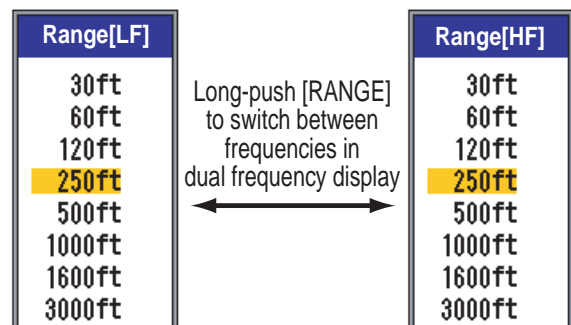 Range[LF]
30ft
60ft
120ft
250ft
500ft
1000ft
1600ft
3000ft
Long-push [RANGE]
to switch between
frequencies in
dual frequency display
Range[HF]
30ft
60ft
120ft
250ft
500ft
1000ft
1600ft
3000ft